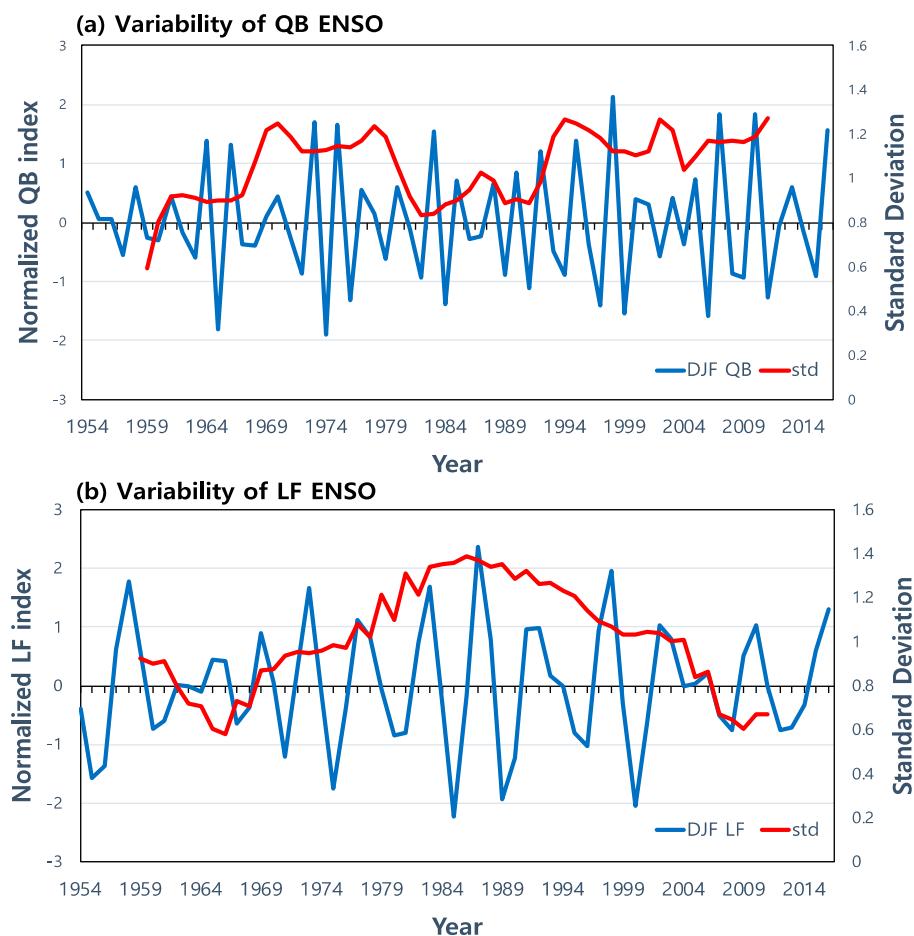 (a) Variability of QB ENSO
Normalized QB index
3
2
1
0
-1
-2
-3
1.6
1.4
1.2
1
0.8
0.6
0.4
0.2
0
Standard Deviation
DJF QB std
1954 1959 1964 1969 1974 1979 1984 1989 1994 1999 2004 2009 2014
Year
(b) Variability of LF ENSO
Normalized LF index
3
2
1
0
-1
-2
-3
1.6
1.4
1.2
1
0.8
0.6
0.4
0.2
0
Standard Deviation
DJF LF std
1954 1959 1964 1969 1974 1979 1984 1989 1994 1999 2004 2009 2014
Year